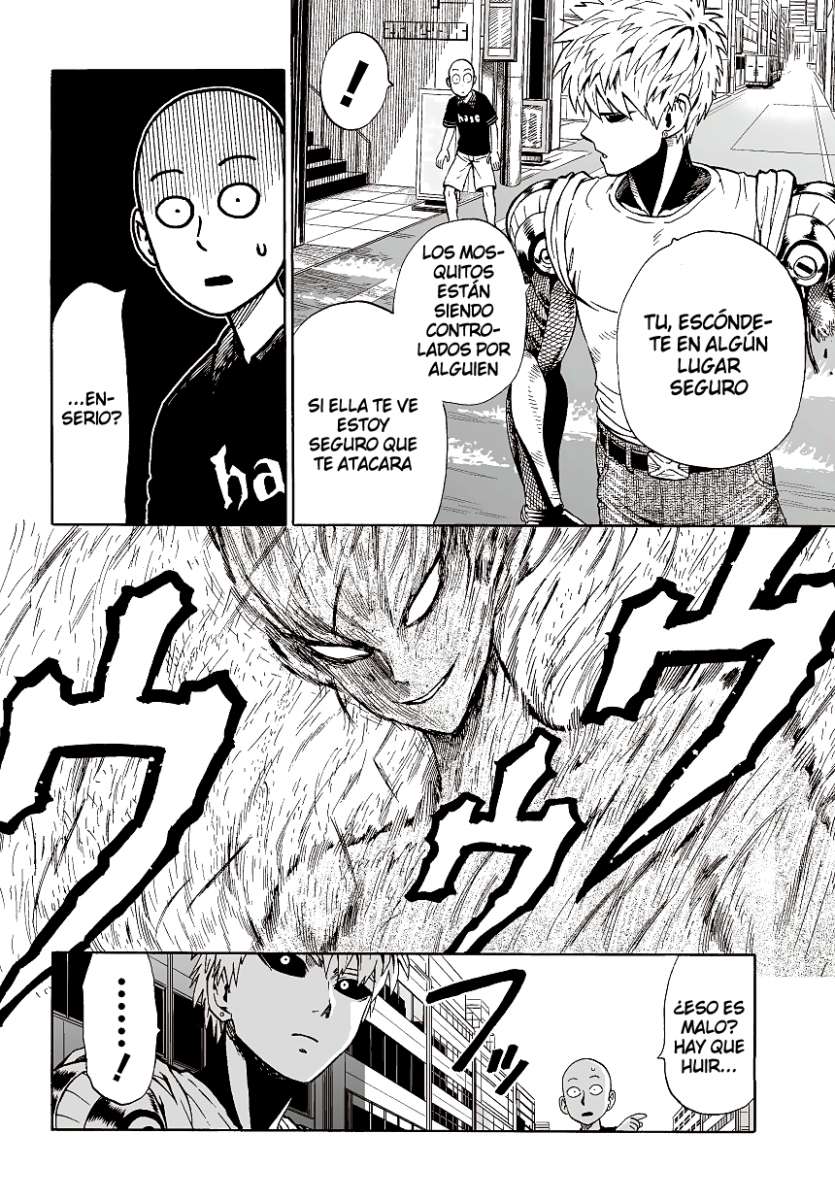 TU, ESCÓNDE-
TE EN ALGÚN
LUGAR
SEGURO
LOS MOS-
QUITOS
ESTÁN
SIENDO
CONTRO-
LADOS POR
ALGUIEN
SI ELLA TE VE
ESTOY
SEGURO QUE
TE ATACARA
!
...EN-
SERIO?
ha
ウ
ウ
ウ
¿ESO ES
MALO?
HAY QUE
HUIR...
フッ
......!